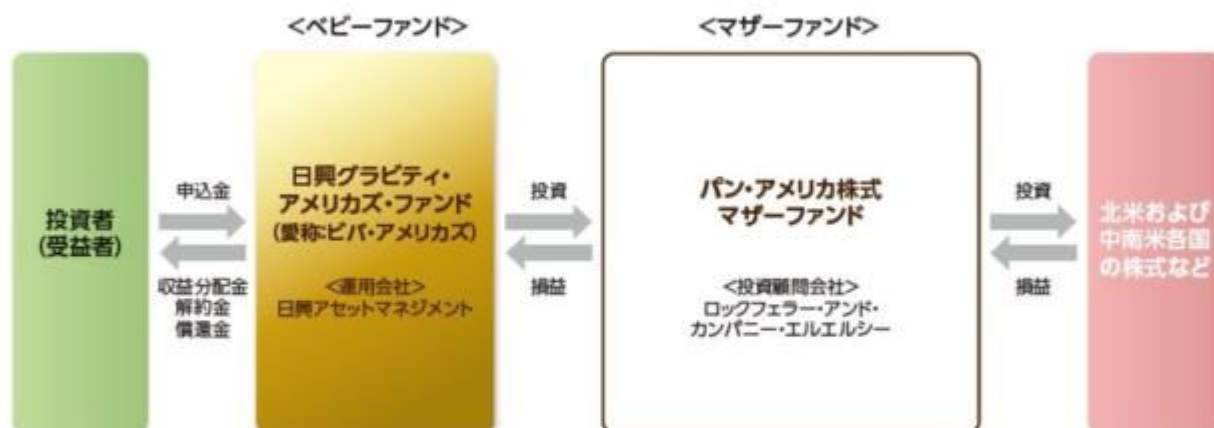 <ベビーファンド>
<マザーファンド>
投資者
(受益者)
申込金
収益分配金
解約金
償還金
日興グラビティ・
アメリカズ・ファンド
(愛称:ビバ・アメリカズ)
<運用会社>
日興アセットマネジメント
投資
損益
パン・アメリカ株式
マザーファンド
<投資顧問会社>
ロックフェラー・アンド・
カンパニー・エルエルシー
投資
損益
北米および
中南米各国
の株式など